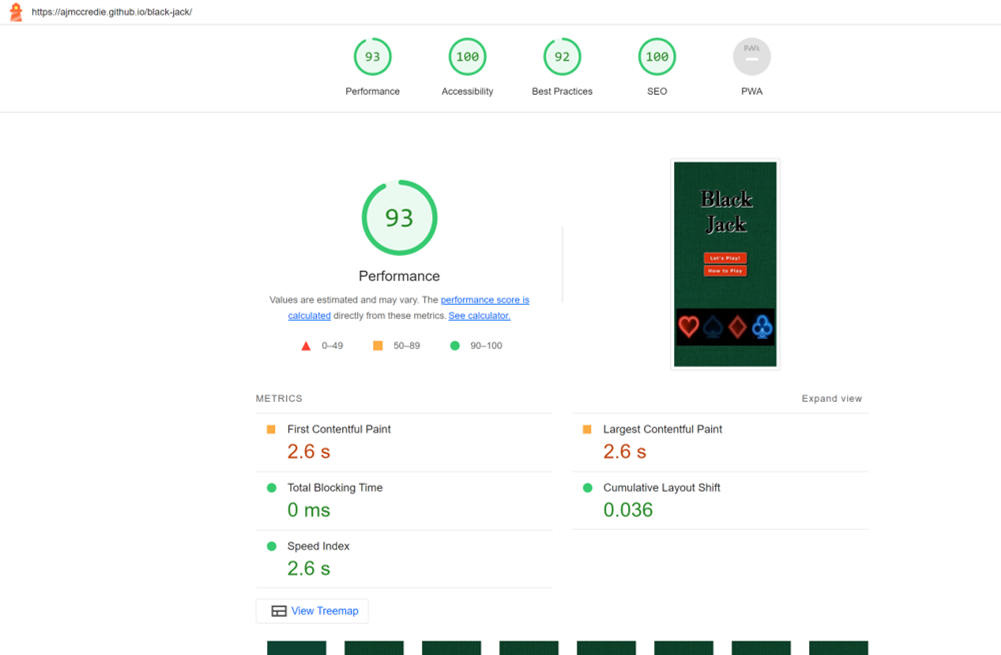 https://ajmccredie.github.io/black-jack/
93 100 92 100 PWA
Performance Accessibility Best Practices SEO PWA
93
Performance
Values are estimated and may vary. The performance score is
calculated directly from these metrics. See calculator.
0–49 50–89 90–100
Black
Jack
Let's Play!
How to Play
METRICS Expand view
First Contentful Paint Largest Contentful Paint
2.6 s 2.6 s
Total Blocking Time Cumulative Layout Shift
0 ms 0.036
Speed Index
2.6 s
View Treemap